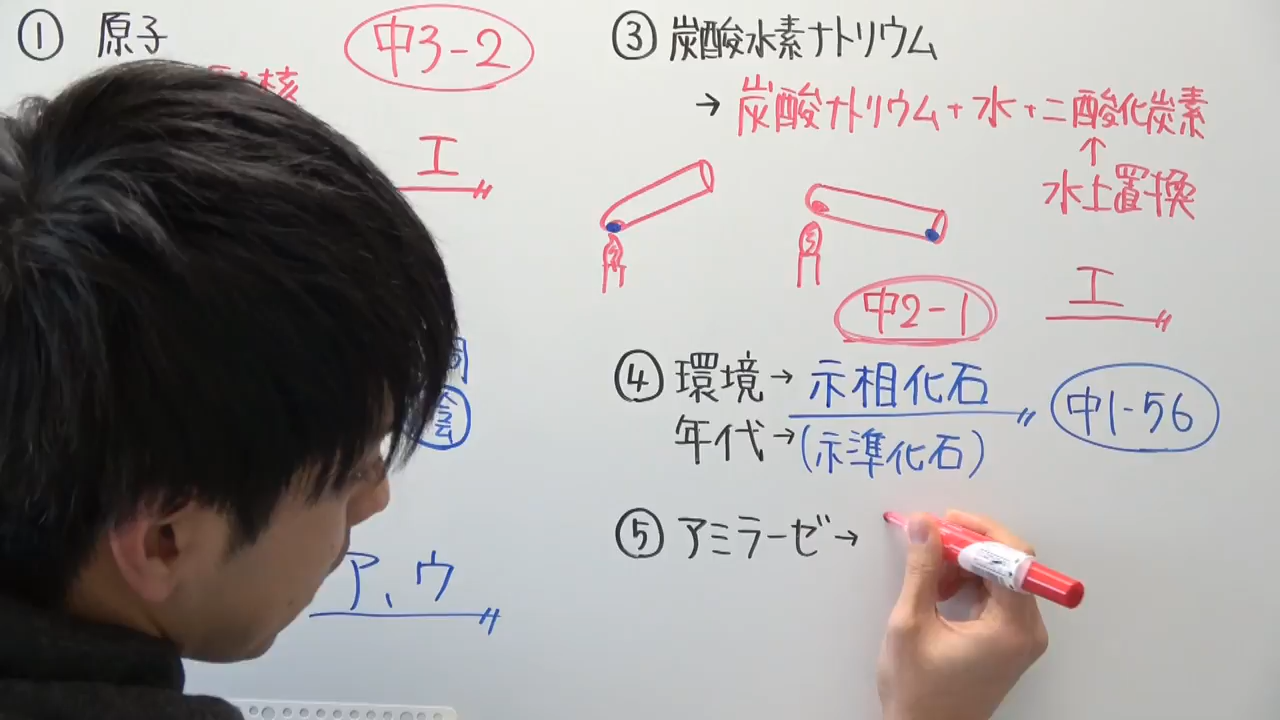 ① 原子
中3-2
核
エ
ア、ウ
③ 炭酸水素ナトリウム
→ 炭酸ナトリウム + 水 + 二酸化炭素
↑
水上置換
中2-1
エ
④ 環境→ 示相化石
中1-56
年代→(示準化石)
⑤ アミラーゼ→